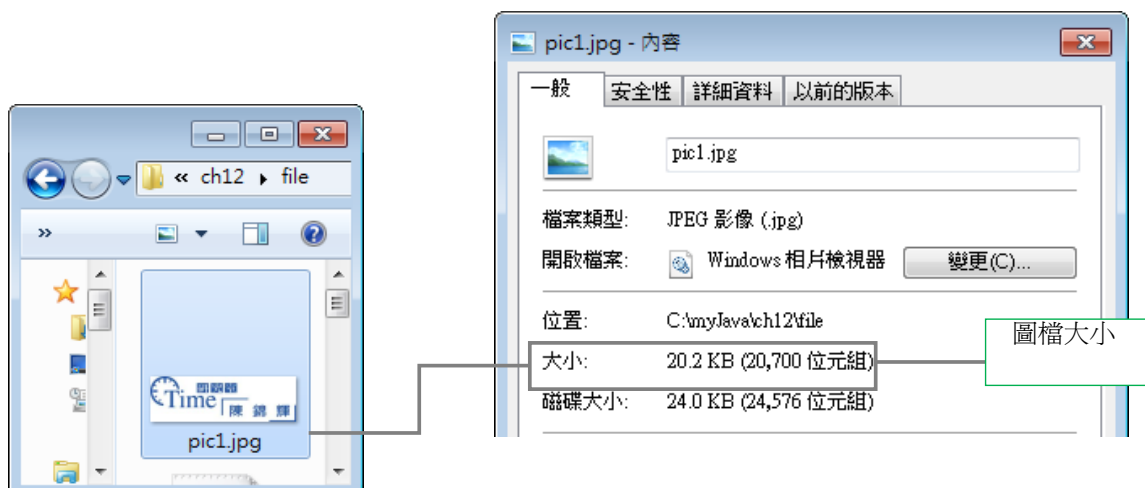 « ch12 ▸ file
»
Time
陳 錦 輝
pic1.jpg
pic1.jpg - 內容
一般 安全性 詳細資料 以前的版本
pic1.jpg
檔案類型: JPEG 影像 (.jpg)
開啟檔案: Windows 相片檢視器 變更(C)...
位置: C:\myJava\ch12\file
大小: 20.2 KB (20,700 位元組)
磁碟大小: 24.0 KB (24,576 位元組)
圖檔大小